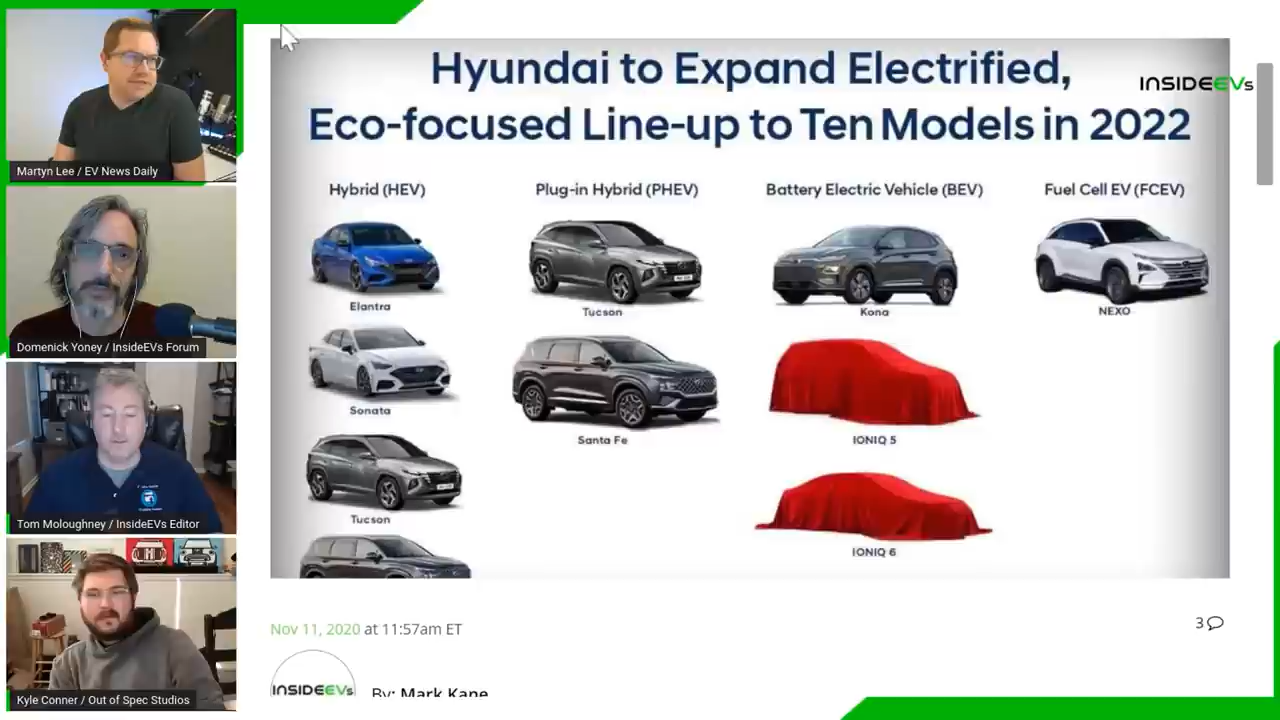 Martyn Lee / EV News Daily
Domenick Yoney / InsideEVs Forum
Tom Moloughney / InsideEVs Editor
Kyle Conner / Out of Spec Studios
Hyundai to Expand Electrified,
Eco-focused Line-up to Ten Models in 2022
INSIDEEVs
Hybrid (HEV)
Elantra
Sonata
Tucson
Plug-in Hybrid (PHEV)
Tucson
Santa Fe
Battery Electric Vehicle (BEV)
Kona
IONIQ 5
IONIQ 6
Fuel Cell EV (FCEV)
NEXO
Nov 11, 2020 at 11:57am ET
3
INSIDEEVs
By: Mark Kane